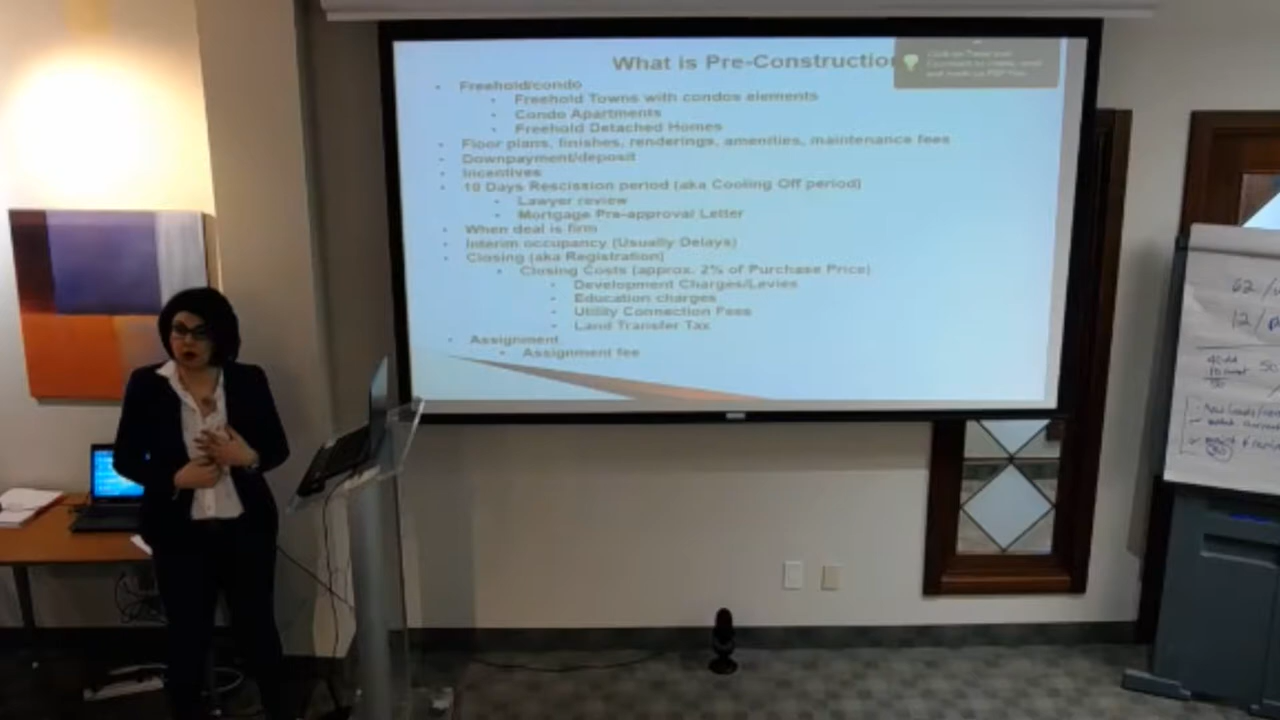 What is Pre-Constructio
Freehold/condo
Freehold Towns with condos elements
Condo Apartments
Freehold Detached Homes
Floor plans, finishes, renderings, amenities, maintenance fees
Downpayment/deposit
Incentives
10 Days Rescission period (aka Cooling Off period)
Lawyer review
Mortgage Pre-approval Letter
When deal is firm
Interim occupancy (Usually Delays)
Closing (aka Registration)
Closing Costs (approx. 2% of Purchase Price)
Development Charges/Levies
Education charges
Utility Connection Fees
Land Transfer Tax
Assignment
Assignment fee
62 /
12 /